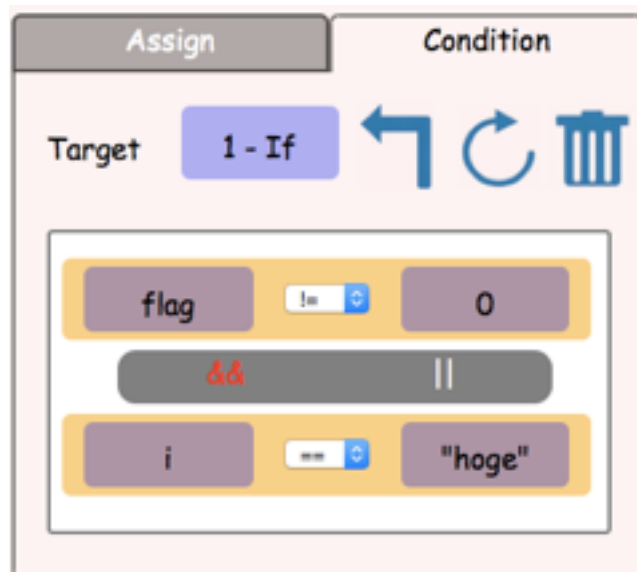 Assign Condition
Target 1 - If
flag != 0
&& ||
i == "hoge"